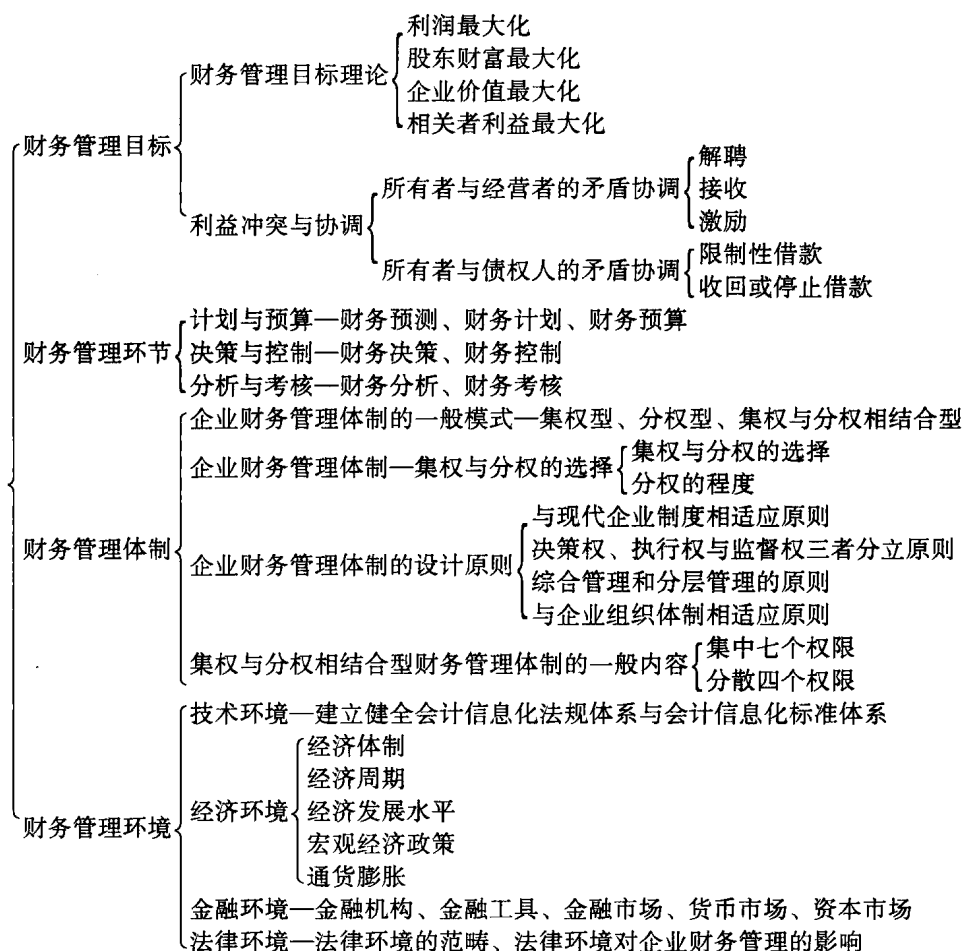 利润最大化
股东财富最大化
财务管理目标理论
企业价值最大化
相关者利益最大化
财务管理目标
解聘
所有者与经营者的矛盾协调
接收
激励
利益冲突与协调
限制性借款
所有者与债权人的矛盾协调
收回或停止借款
计划与预算—财务预测、财务计划、财务预算
财务管理环节
决策与控制—财务决策、财务控制
分析与考核—财务分析、财务考核
企业财务管理体制的一般模式—集权型、分权型、集权与分权相结合型
集权与分权的选择
企业财务管理体制—集权与分权的选择
分权的程度
与现代企业制度相适应原则
财务管理体制
决策权、执行权与监督权三者分立原则
企业财务管理体制的设计原则
综合管理和分层管理的原则
与企业组织体制相适应原则
集中七个权限
集权与分权相结合型财务管理体制的一般内容
分散四个权限
技术环境—建立健全会计信息化法规体系与会计信息化标准体系
经济体制
经济周期
经济环境
经济发展水平
财务管理环境
宏观经济政策
通货膨胀
金融环境—金融机构、金融工具、金融市场、货币市场、资本市场
法律环境—法律环境的范畴、法律环境对企业财务管理的影响